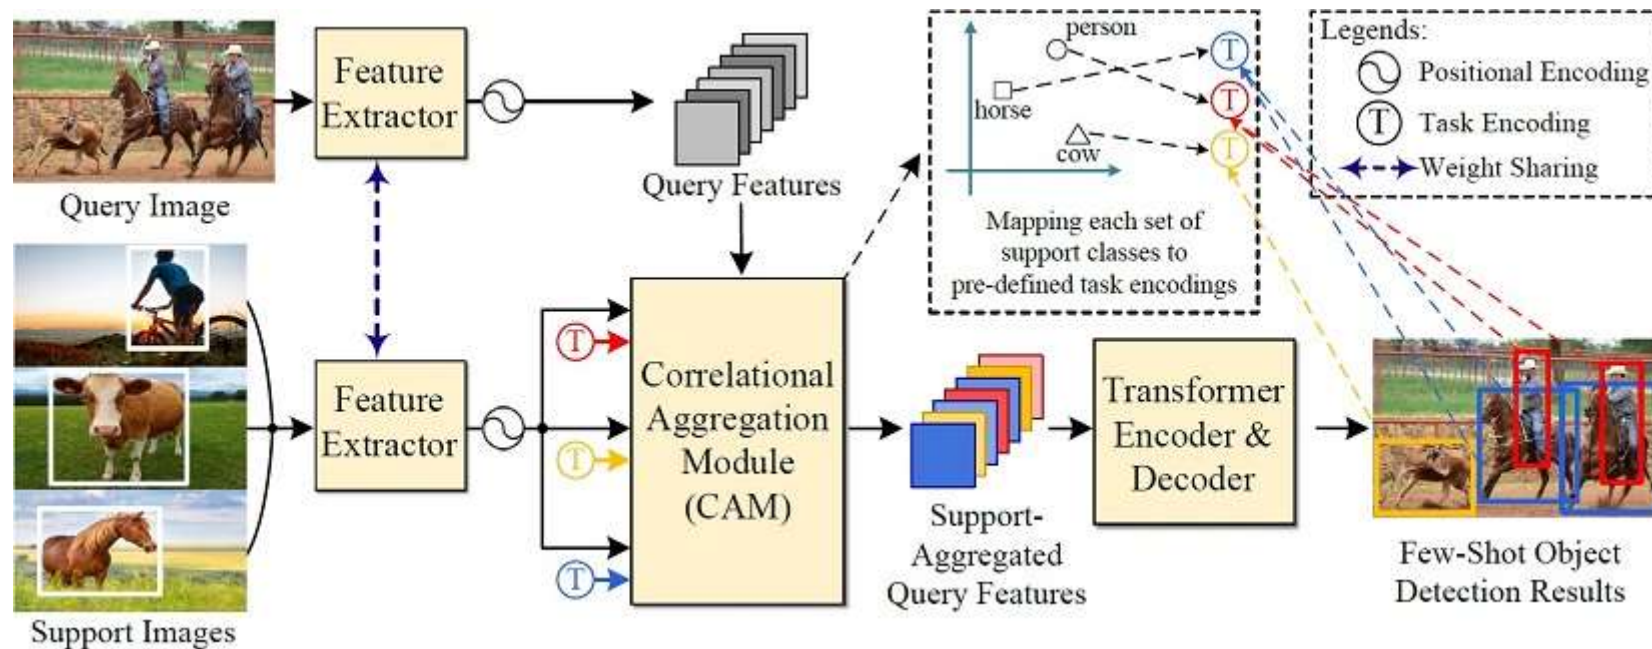 Query Image
Feature
Extractor
Query Features
person
horse
cow
T
T
T
Mapping each set of
support classes to
pre-defined task encodings
Legends:
Positional Encoding
T
Task Encoding
Weight Sharing
Support Images
Feature
Extractor
T
T
T
Correlational
Aggregation
Module
(CAM)
Support-
Aggregated
Query Features
Transformer
Encoder &
Decoder
Few-Shot Object
Detection Results